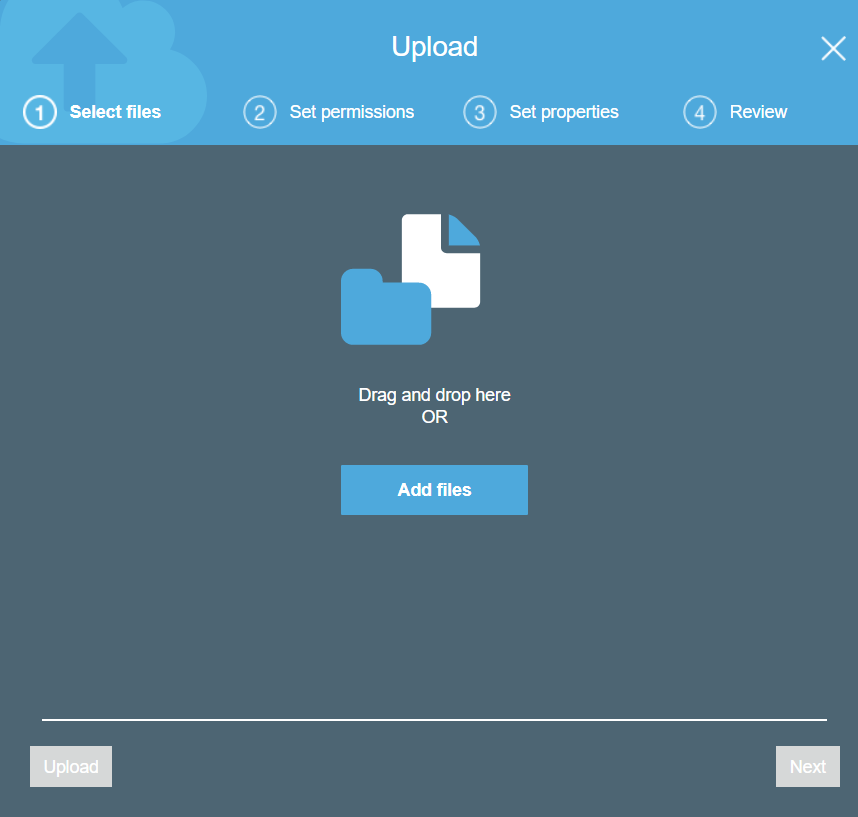 Upload
1 Select files
2 Set permissions
3 Set properties
4 Review
Drag and drop here
OR
Add files
Upload
Next